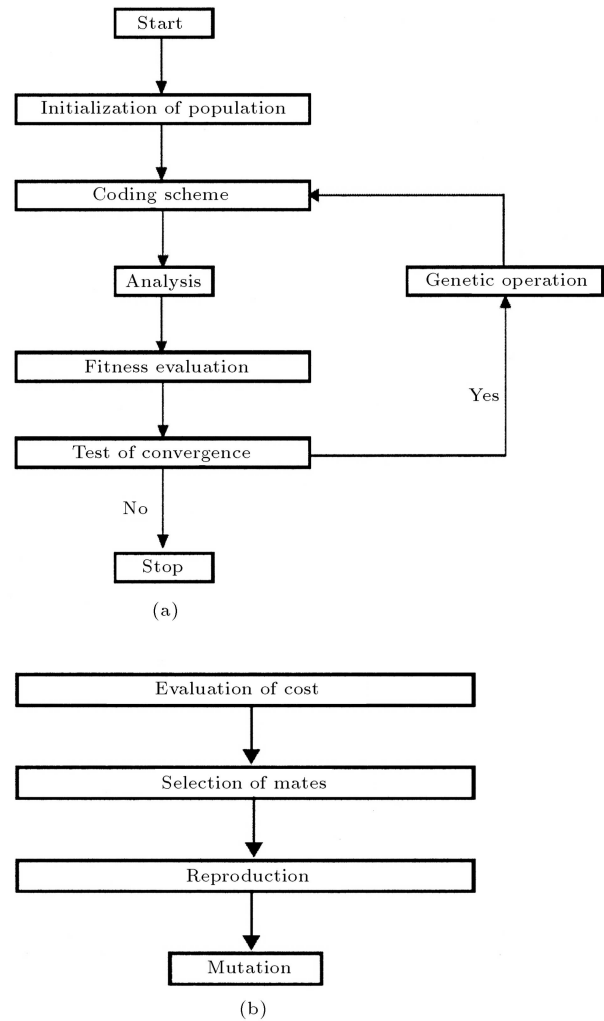 Start
Initialization of population
Coding scheme
Analysis
Genetic operation
Fitness evaluation
Yes
Test of convergence
No
Stop
(a)
Evaluation of cost
Selection of mates
Reproduction
Mutation
(b)